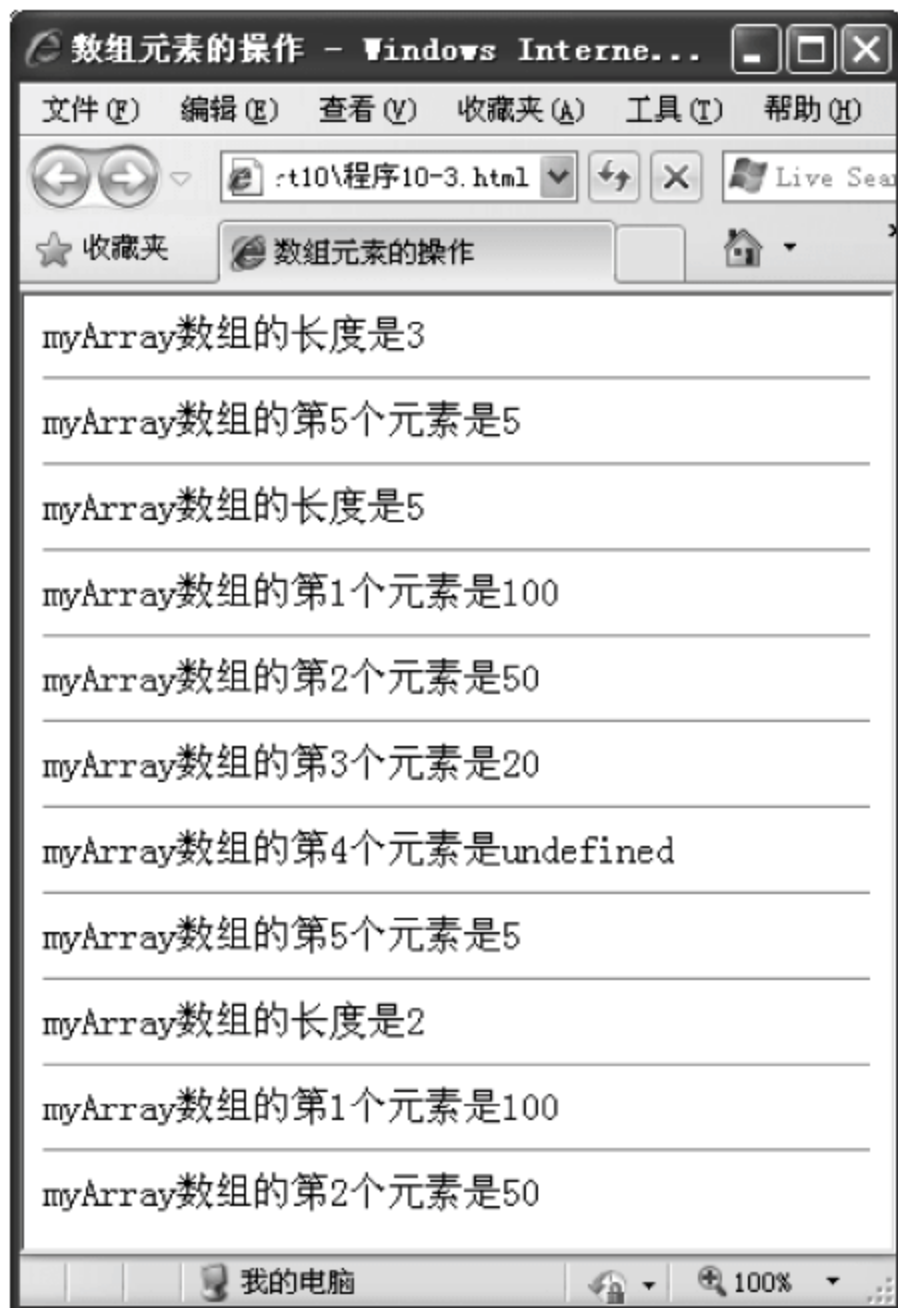 数组元素的操作 - Windows Interne...
文件(F) 编辑(E) 查看(V) 收藏夹(A) 工具(T) 帮助(H)
rt10\程序10-3.html Live Sear
收藏夹 数组元素的操作
myArray数组的长度是3
myArray数组的第5个元素是5
myArray数组的长度是5
myArray数组的第1个元素是100
myArray数组的第2个元素是50
myArray数组的第3个元素是20
myArray数组的第4个元素是undefined
myArray数组的第5个元素是5
myArray数组的长度是2
myArray数组的第1个元素是100
myArray数组的第2个元素是50
我的电脑 100%